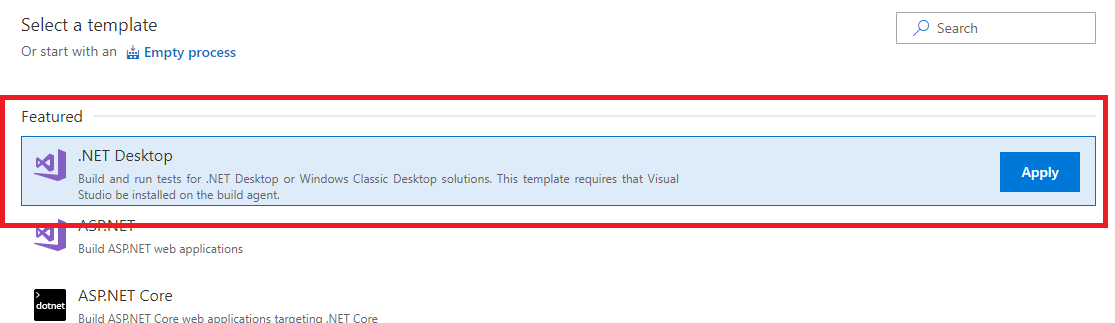 Select a template
Search
Or start with an Empty process
Featured
.NET Desktop
Build and run tests for .NET Desktop or Windows Classic Desktop solutions. This template requires that Visual
Studio be installed on the build agent.
Apply
ASP.NET
Build ASP.NET web applications
>
dotnet
ASP.NET Core
Build ASP.NET Core web applications targeting .NET Core